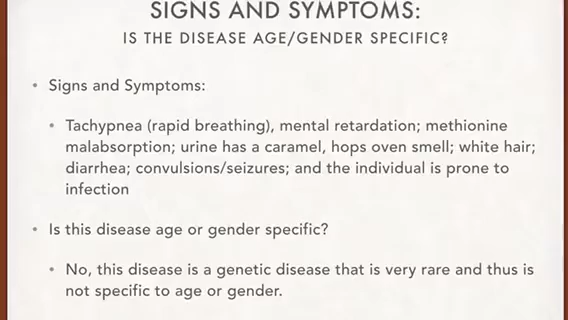 SIGNS AND SYMPTOMS:
IS THE DISEASE AGE/GENDER SPECIFIC?
• Signs and Symptoms:
• Tachypnea (rapid breathing), mental retardation; methionine
malabsorption; urine has a caramel, hops oven smell; white hair;
diarrhea; convulsions/seizures; and the individual is prone to
infection
• Is this disease age or gender specific?
• No, this disease is a genetic disease that is very rare and thus is
not specific to age or gender.